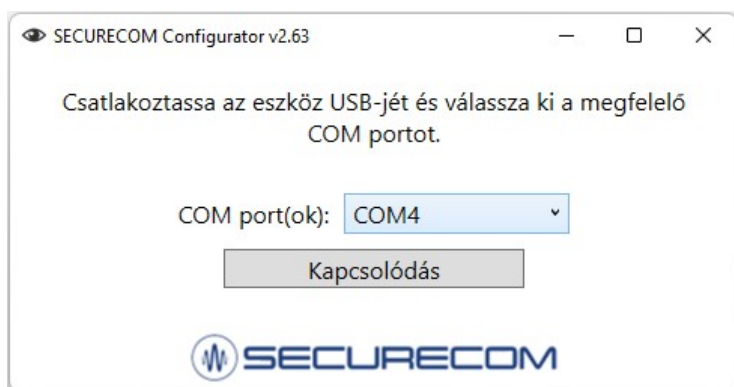 SECURECOM Configurator v2.63
Csatlakoztassa az eszköz USB-jét és válassza ki a megfelelő
COM portot.
COM port(ok): COM4
Kapcsolódás
SECURECOM